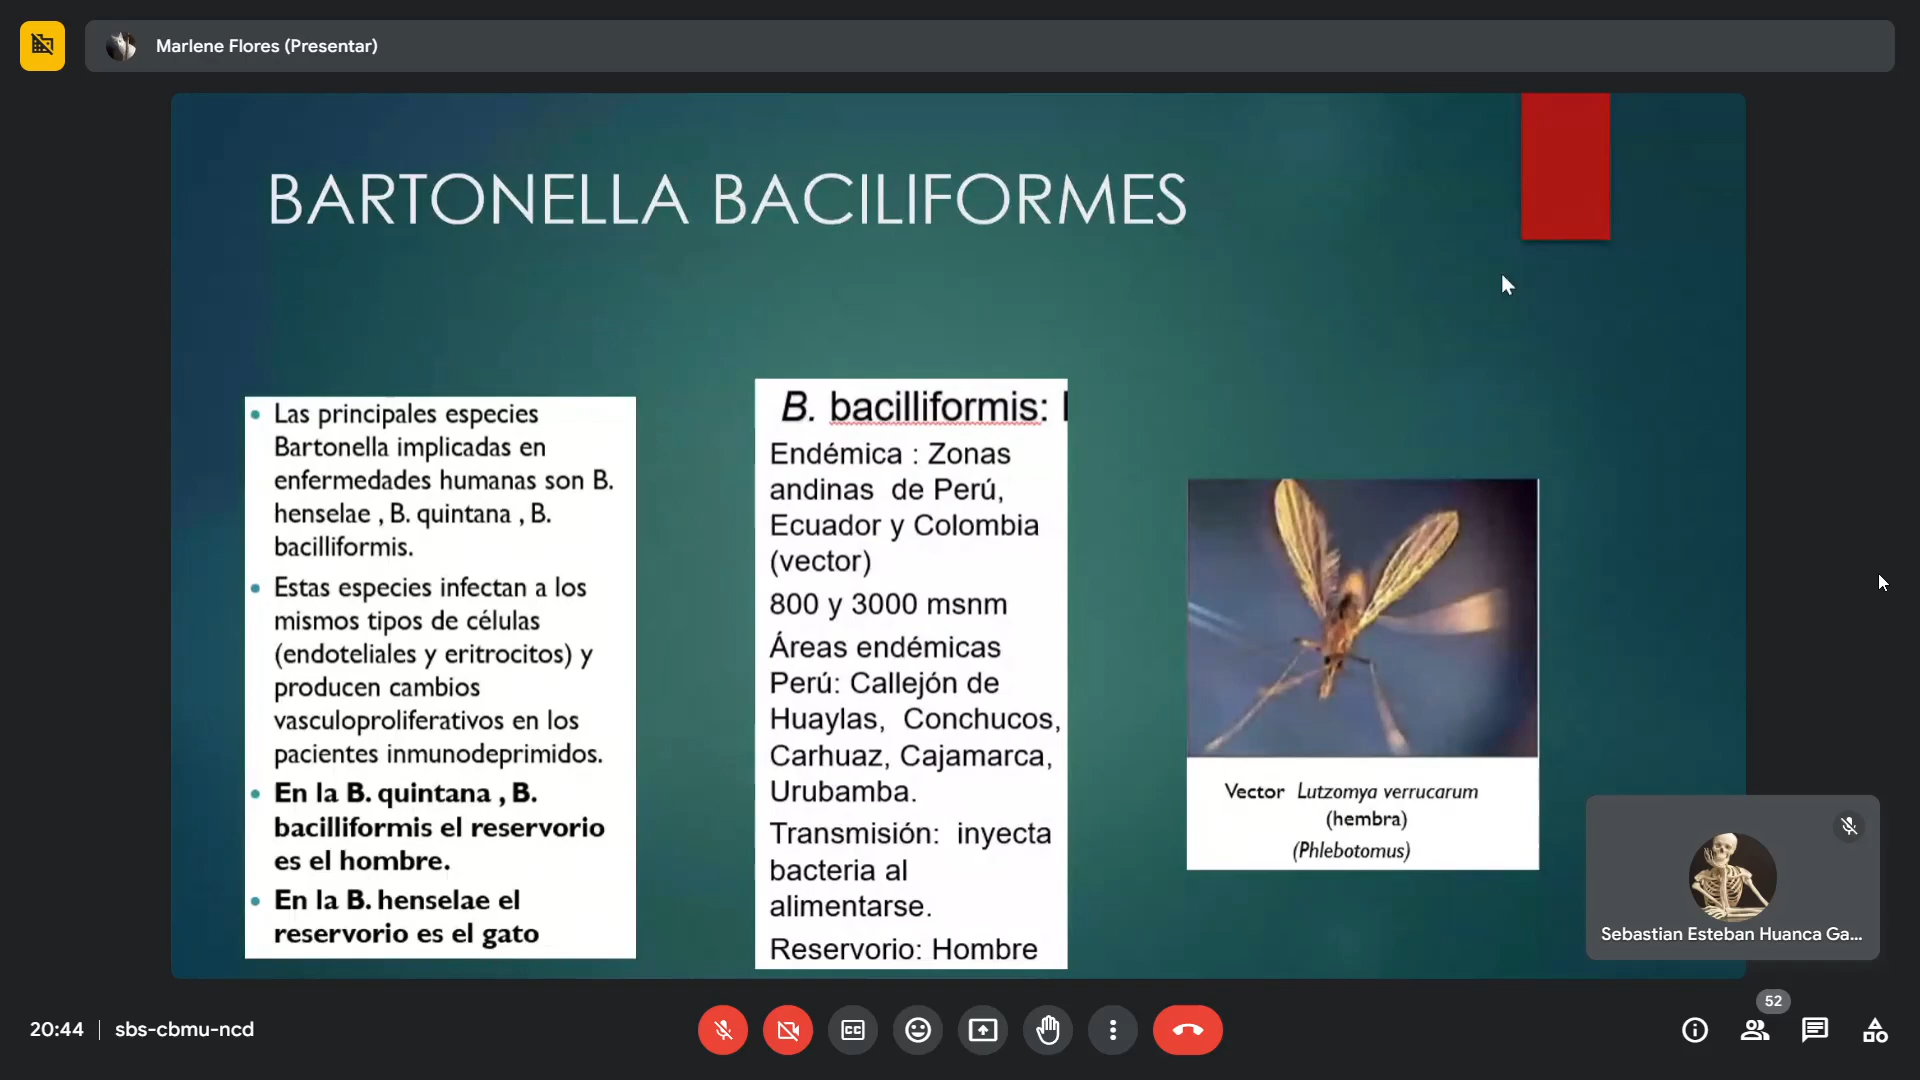 Marlene Flores (Presentar)
BARTONELLA BACILIFORMES
• Las principales especies
Bartonella implicadas en
enfermedades humanas son B.
henselae , B. quintana , B.
bacilliformis.
• Estas especies infectan a los
mismos tipos de células
(endoteliales y eritrocitos) y
producen cambios
vasculoproliferativos en los
pacientes inmunodeprimidos.
• En la B. quintana , B.
bacilliformis el reservorio
es el hombre.
• En la B. henselae el
reservorio es el gato
B. bacilliformis:
Endémica : Zonas
andinas de Perú,
Ecuador y Colombia
(vector)
800 y 3000 msnm
Áreas endémicas
Perú: Callejón de
Huaylas, Conchucos,
Carhuaz, Cajamarca,
Urubamba.
Transmisión: inyecta
bacteria al
alimentarse.
Reservorio: Hombre
Vector Lutzomya verrucarum
(hembra)
(Phlebotomus)
Sebastian Esteban Huanca Ga...
20:44 | sbs-cbmu-ncd
CC
52